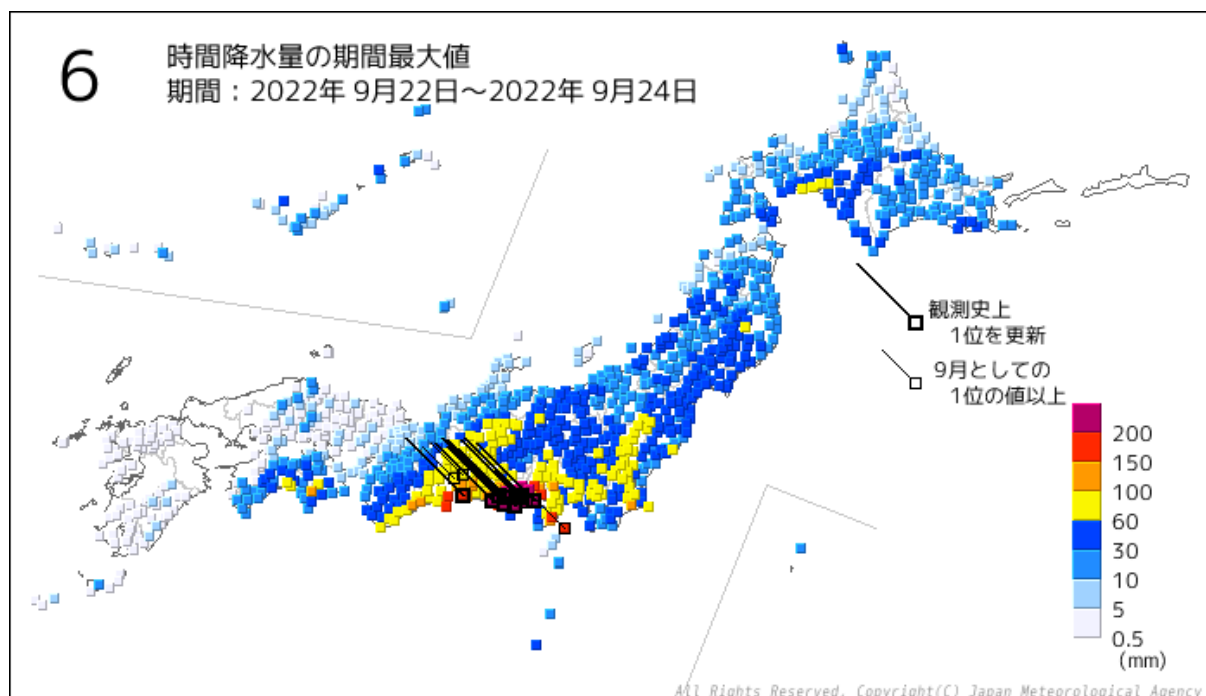 6
時間降水量の期間最大値
期間：2022年 9月22日～2022年 9月24日
観測史上
1位を更新
9月としての
1位の値以上
200
150
100
60
30
10
5
0.5
(mm)
All Rights Reserved. Copyright(C) Japan Meteorological Agency